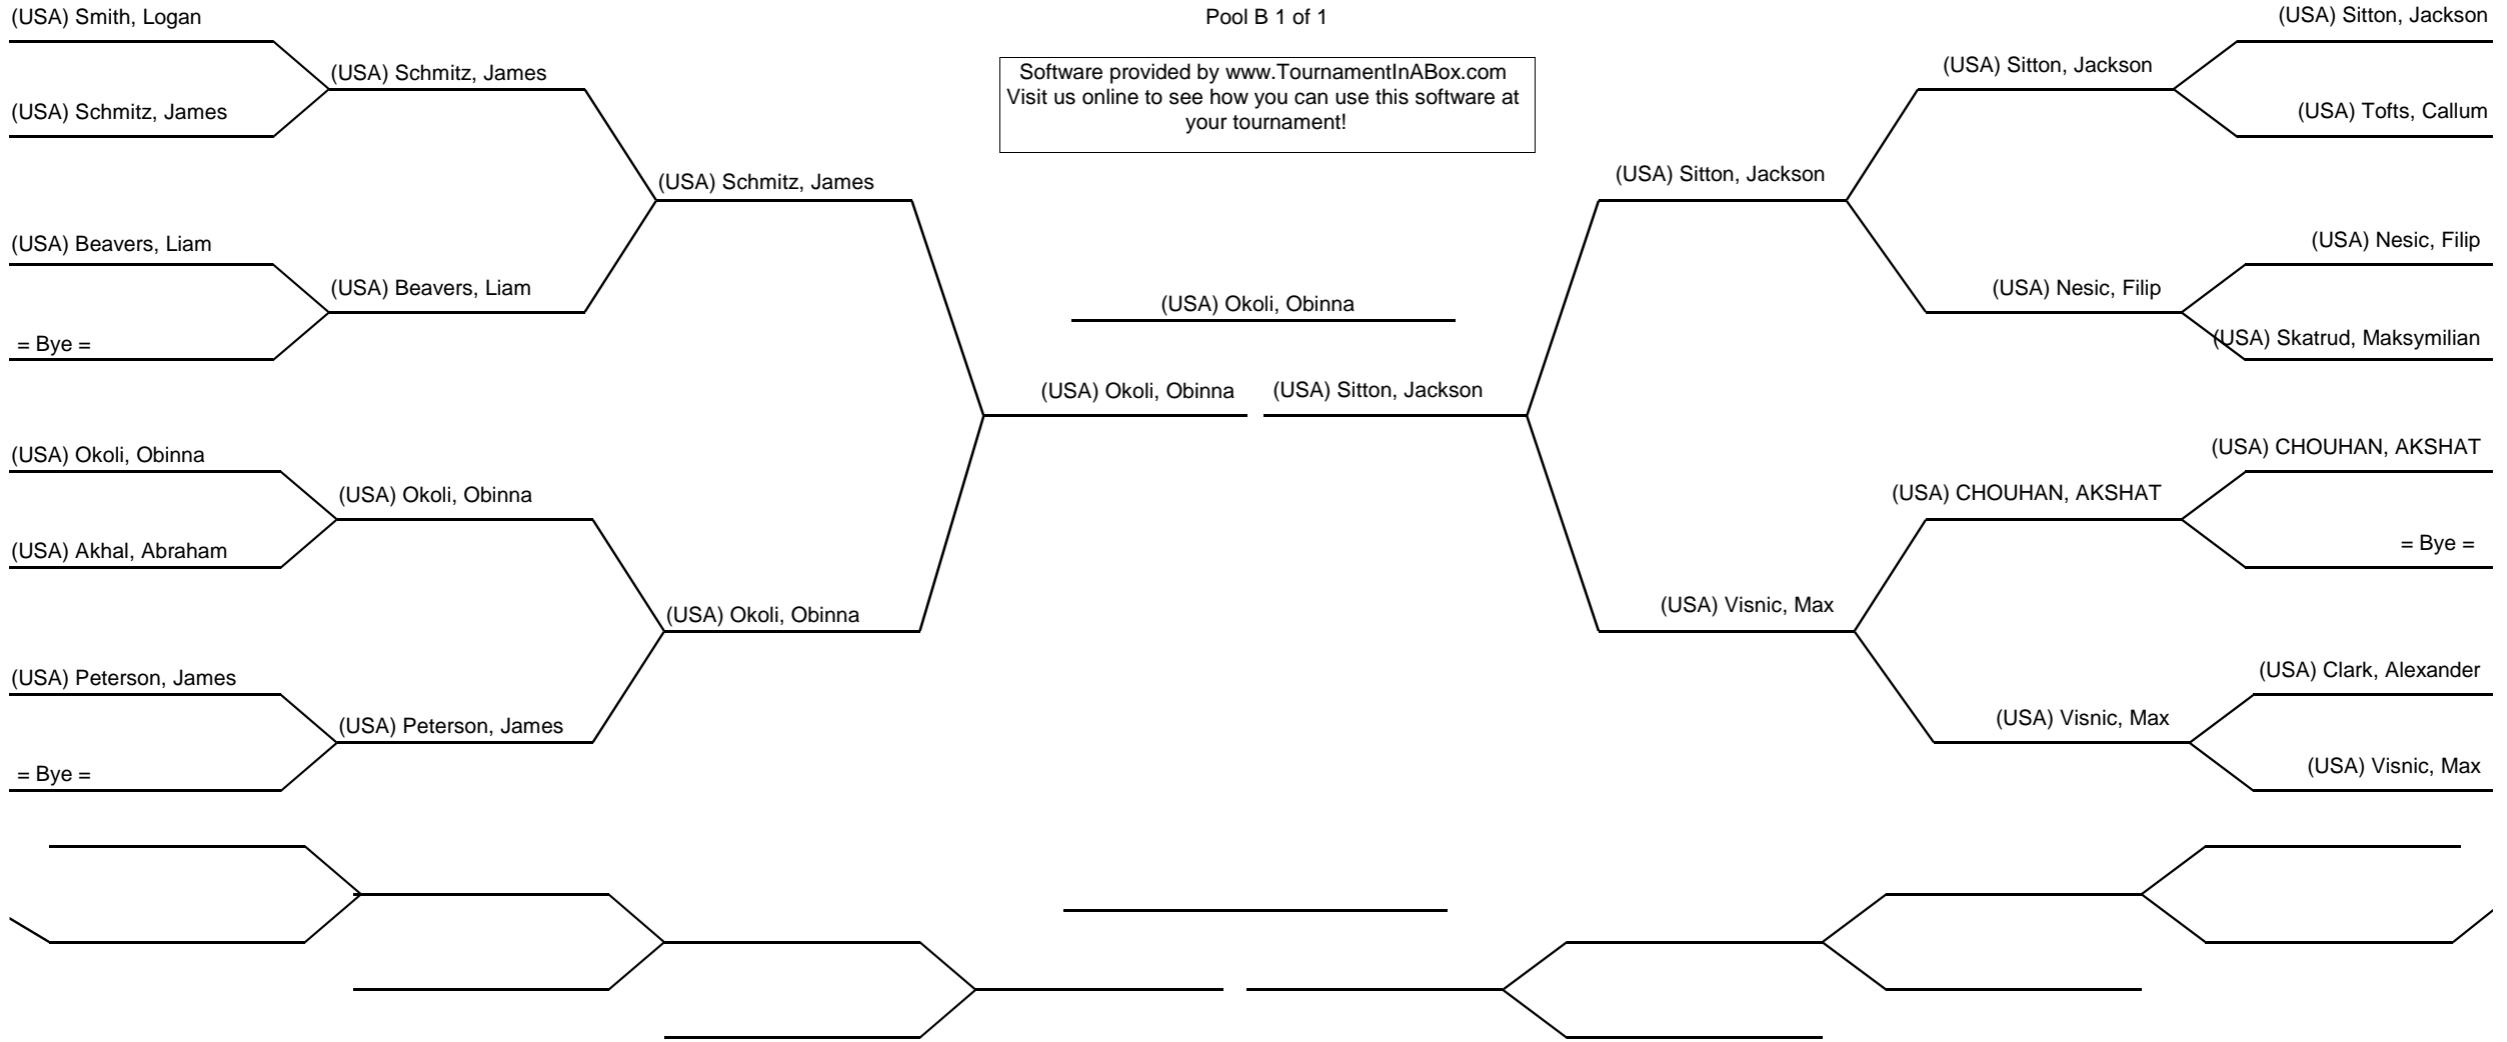 Pool B 1 of 1
Software provided by www.TournamentInABox.com
Visit us online to see how you can use this software at
your tournament!
(USA) Smith, Logan
(USA) Schmitz, James
(USA) Beavers, Liam
= Bye =
(USA) Okoli, Obinna
(USA) Akhal, Abraham
(USA) Peterson, James
= Bye =
(USA) Schmitz, James
(USA) Beavers, Liam
(USA) Okoli, Obinna
(USA) Peterson, James
(USA) Schmitz, James
(USA) Okoli, Obinna
(USA) Okoli, Obinna
(USA) Okoli, Obinna
(USA) Sitton, Jackson
(USA) Sitton, Jackson
(USA) Visnic, Max
(USA) Sitton, Jackson
(USA) Nesic, Filip
(USA) CHOUHAN, AKSHAT
(USA) Visnic, Max
(USA) Sitton, Jackson
(USA) Tofts, Callum
(USA) Nesic, Filip
(USA) Skatrud, Maksymilian
(USA) CHOUHAN, AKSHAT
= Bye =
(USA) Clark, Alexander
(USA) Visnic, Max